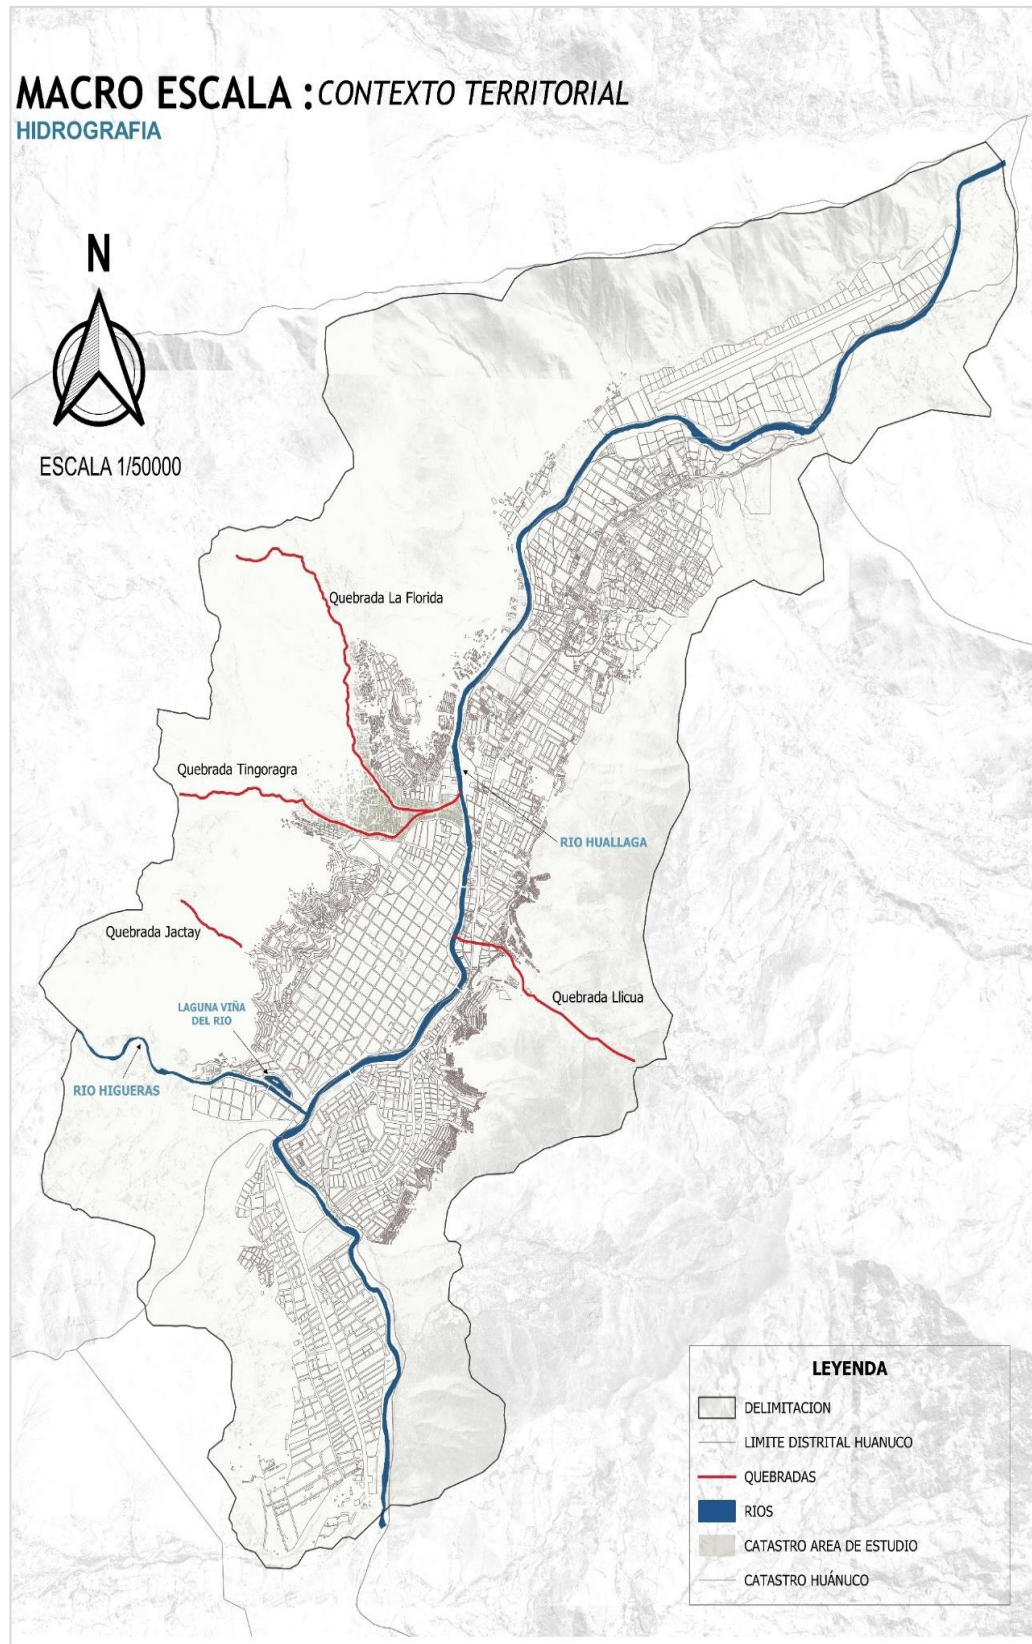 MACRO ESCALA : CONTEXTO TERRITORIAL
HIDROGRAFIA
N
ESCALA 1/50000
Quebrada La Florida
Quebrada Tingoragra
RIO HUALLAGA
Quebrada Jactay
Quebrada Llicua
LAGUNA VIÑA
DEL RIO
RIO HIGUERAS
LEYENDA
DELIMITACION
LIMITE DISTRITAL HUANUCO
QUEBRADAS
RIOS
CATASTRO AREA DE ESTUDIO
CATASTRO HUÁNUCO